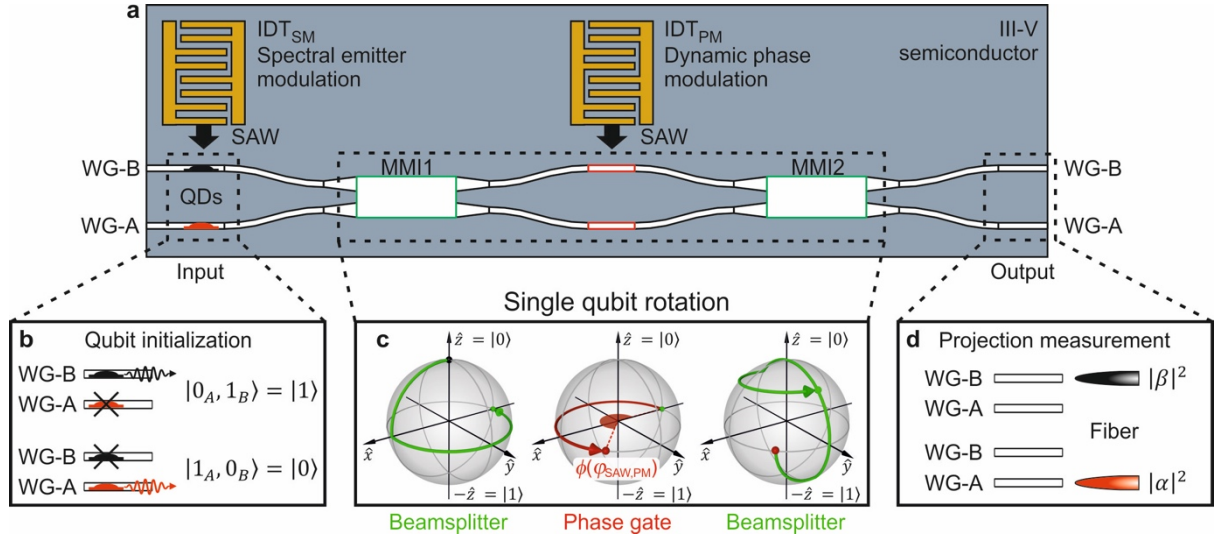 a
IDT_SM
Spectral emitter
modulation
SAW
IDT_PM
Dynamic phase
modulation
SAW
III-V
semiconductor
WG-B
QDs
WG-A
MMI1
MMI2
WG-B
WG-A
Input
Output
Single qubit rotation
b Qubit initialization
WG-B
WG-A
|0_A, 1_B⟩ = |1⟩
WG-B
WG-A
|1_A, 0_B⟩ = |0⟩
c
ẑ = |0⟩
x̂
ŷ
−ẑ = |1⟩
Beamsplitter
ẑ = |0⟩
x̂
ŷ
ϕ(φ_SAW,PM)
−ẑ = |1⟩
Phase gate
ẑ = |0⟩
x̂
ŷ
−ẑ = |1⟩
Beamsplitter
d Projection measurement
WG-B
|β|²
WG-A
Fiber
WG-B
WG-A
|α|²